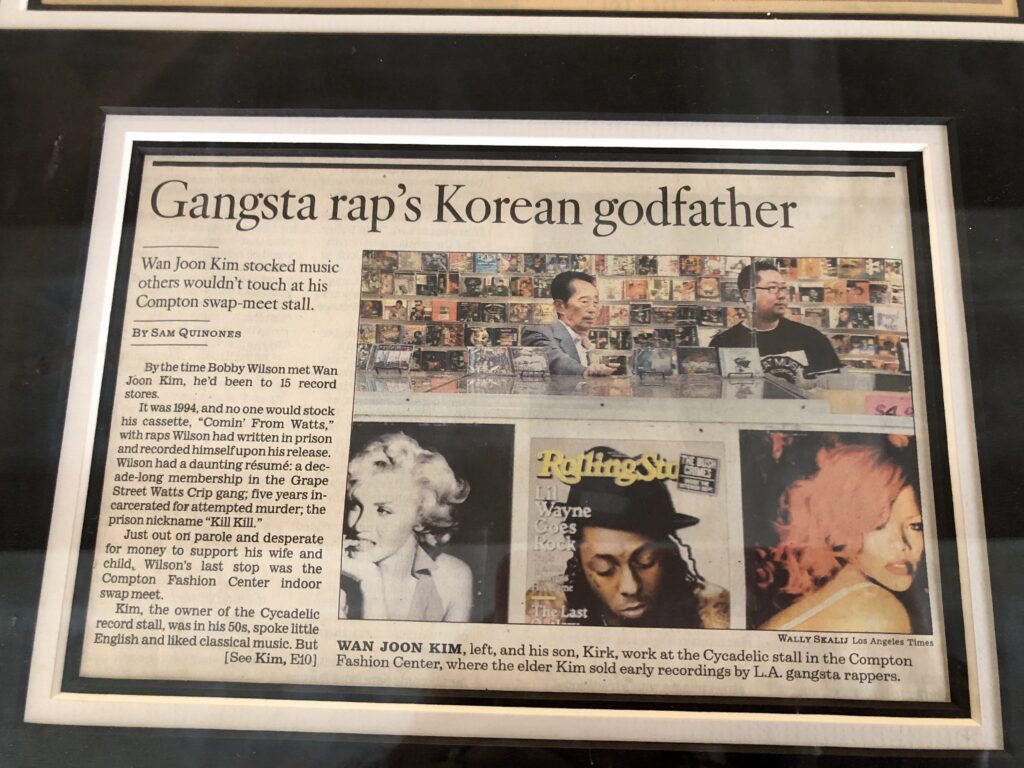 Gangsta rap's Korean godfather
Wan Joon Kim stocked music
others wouldn't touch at his
Compton swap-meet stall.
BY SAM QUINONES
By the time Bobby Wilson met Wan
Joon Kim, he'd been to 15 record
stores.
It was 1994, and no one would stock
his cassette, "Comin' From Watts,"
with raps Wilson had written in prison
and recorded himself upon his release.
Wilson had a daunting résumé: a dec-
ade-long membership in the Grape
Street Watts Crip gang; five years in-
carcerated for attempted murder; the
prison nickname "Kill Kill."
Just out on parole and desperate
for money to support his wife and
child, Wilson's last stop was the
Compton Fashion Center indoor
swap meet.
Kim, the owner of the Cycadelic
record stall, was in his 50s, spoke little
English and liked classical music. But
[See Kim, E10]
RollingSto
THE BUSH
CRIMES
Lil
Wayne
Goes
Rock
The Last
WALLY SKALIJ Los Angeles Times
WAN JOON KIM, left, and his son, Kirk, work at the Cycadelic stall in the Compton
Fashion Center, where the elder Kim sold early recordings by L.A. gangsta rappers.